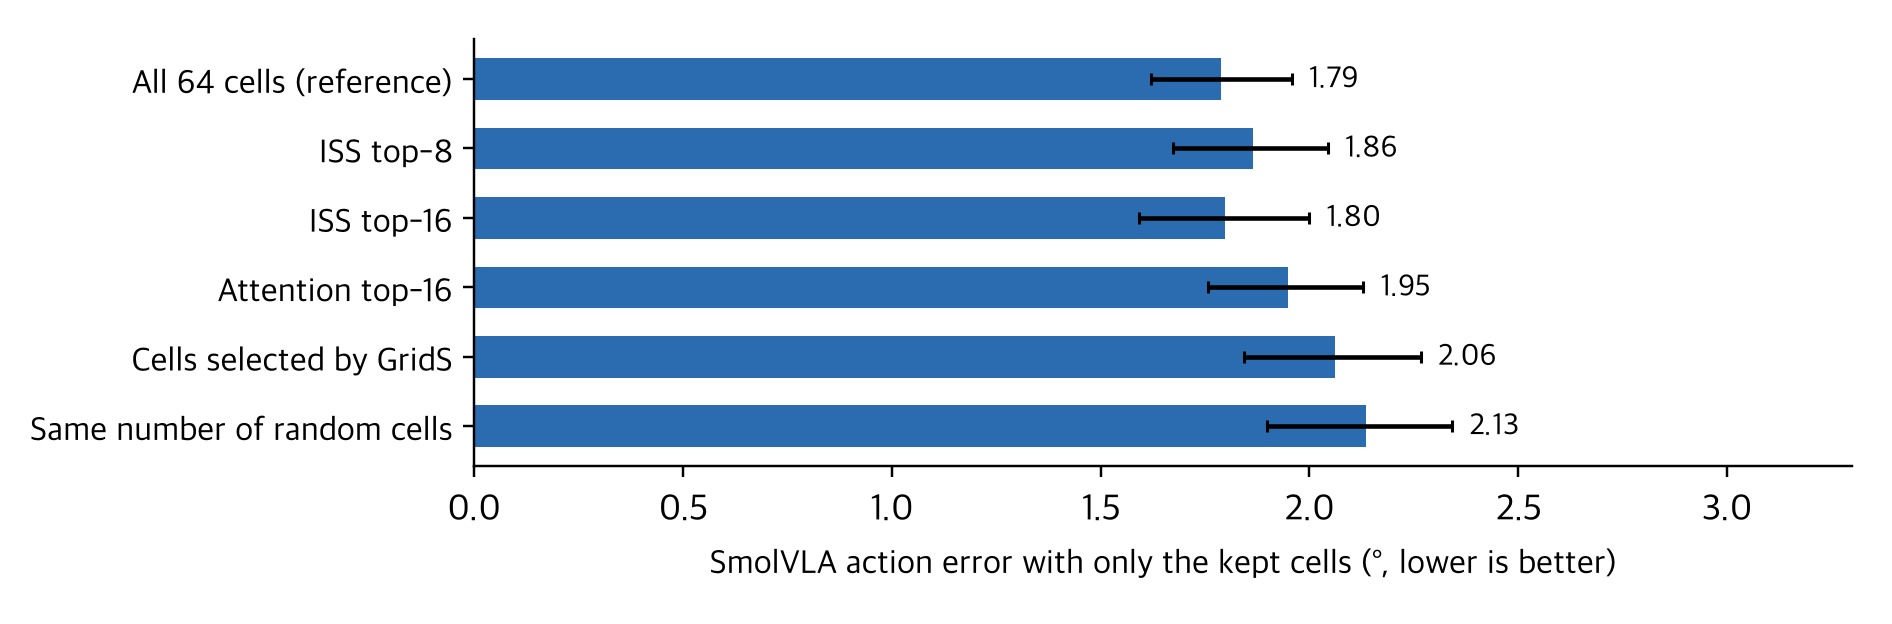 All 64 cells (reference) 1.79
ISS top-8 1.86
ISS top-16 1.80
Attention top-16 1.95
Cells selected by GridS 2.06
Same number of random cells 2.13
0.0 0.5 1.0 1.5 2.0 2.5 3.0
SmolVLA action error with only the kept cells (°, lower is better)